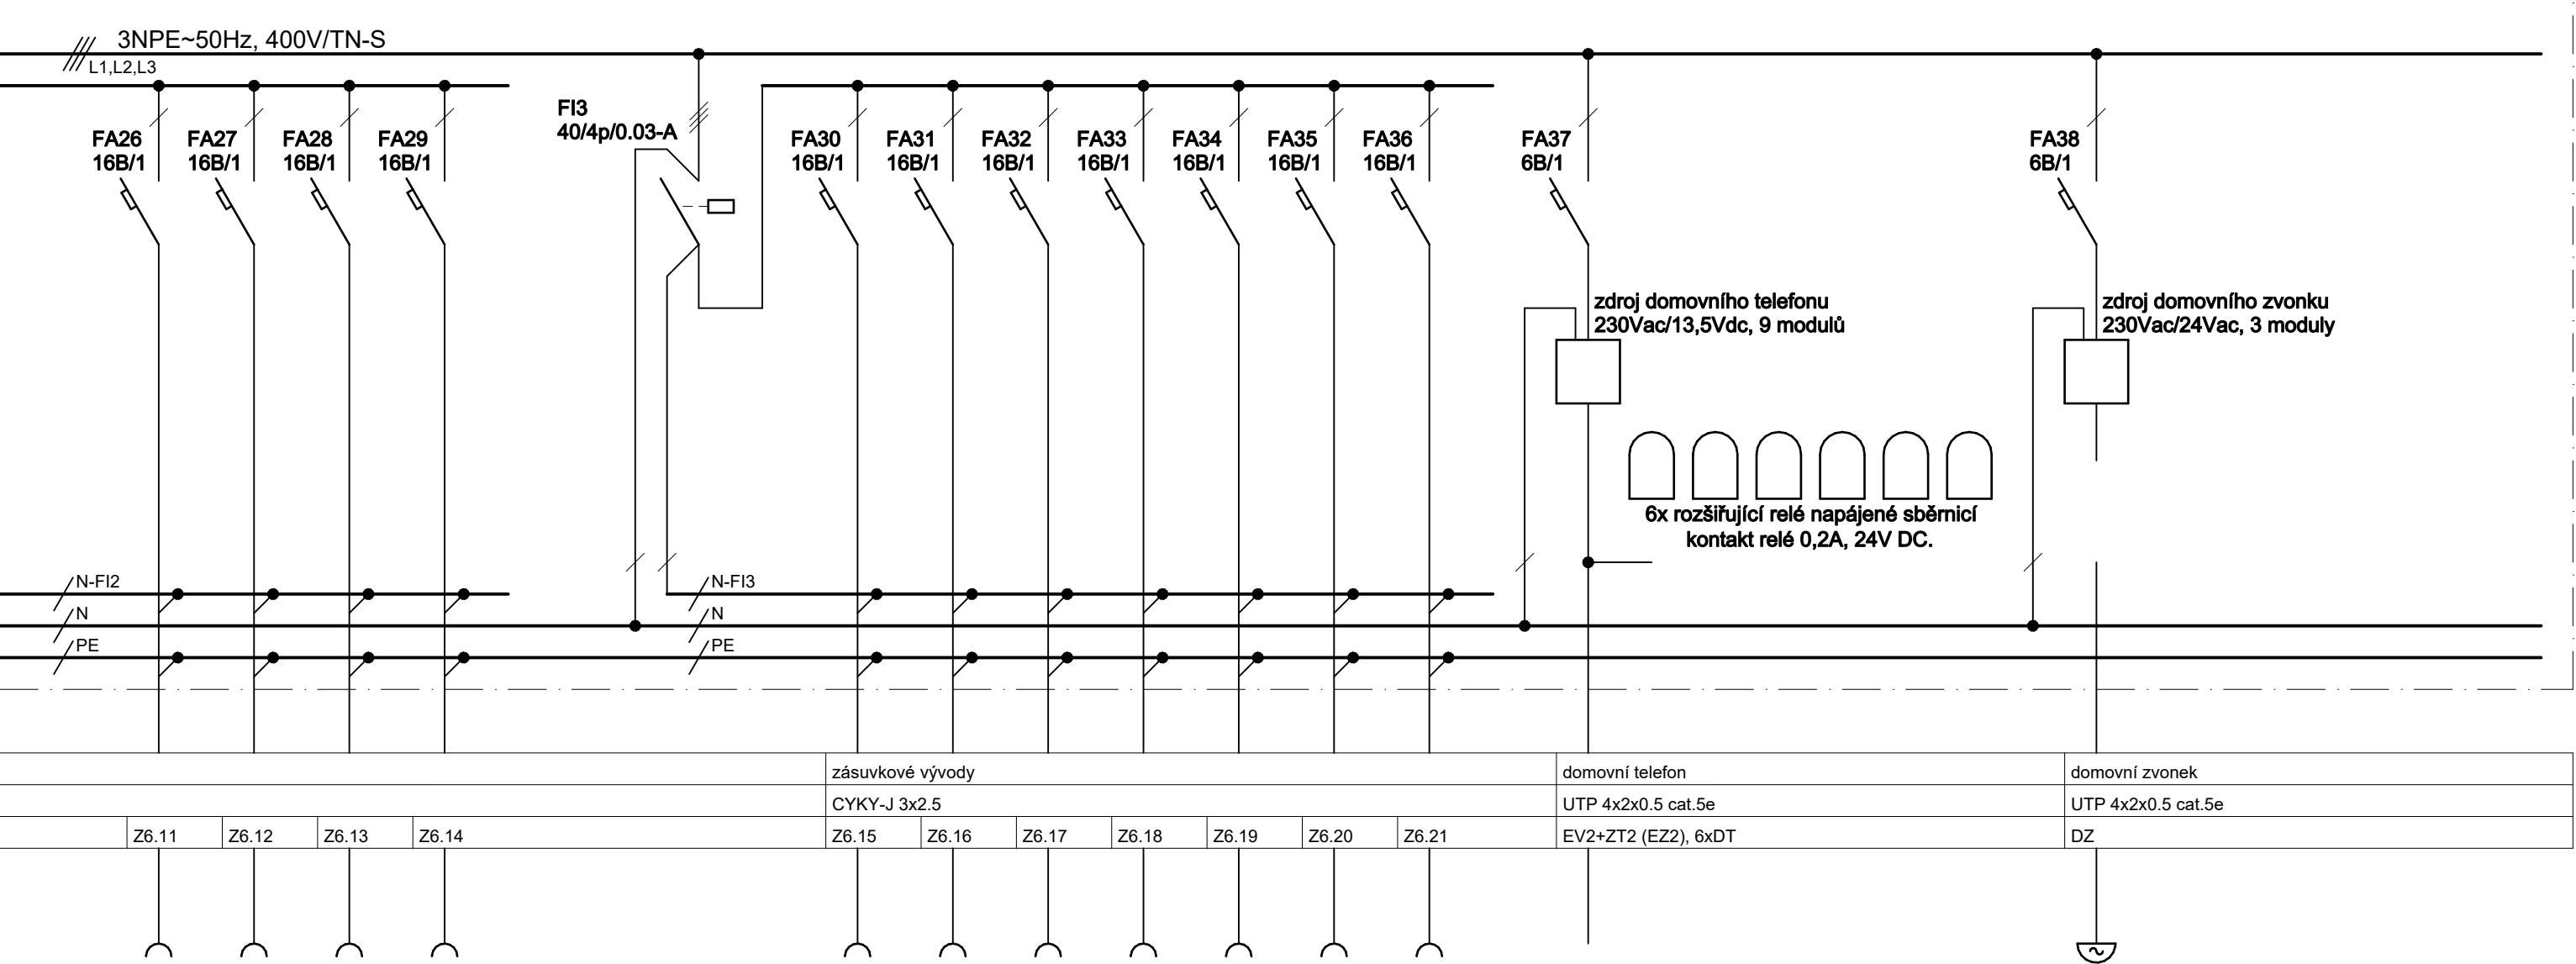 3NPE~50Hz, 400V/TN-S
L1,L2,L3
FI3
40/4p/0.03-A
FA26
16B/1
FA27
16B/1
FA28
16B/1
FA29
16B/1
FA30
16B/1
FA31
16B/1
FA32
16B/1
FA33
16B/1
FA34
16B/1
FA35
16B/1
FA36
16B/1
FA37
6B/1
FA38
6B/1
zdroj domovního telefonu
230Vac/13,5Vdc, 9 modulů
zdroj domovního zvonku
230Vac/24Vac, 3 moduly
6x rozšiřující relé napájené sběrnicí
kontakt relé 0,2A, 24V DC.
N-FI2
N
PE
N-FI3
N
PE
zásuvkové vývody
domovní telefon
domovní zvonek
CYKY-J 3x2.5
UTP 4x2x0.5 cat.5e
UTP 4x2x0.5 cat.5e
Z6.11
Z6.12
Z6.13
Z6.14
Z6.15
Z6.16
Z6.17
Z6.18
Z6.19
Z6.20
Z6.21
EV2+ZT2 (EZ2), 6xDT
DZ